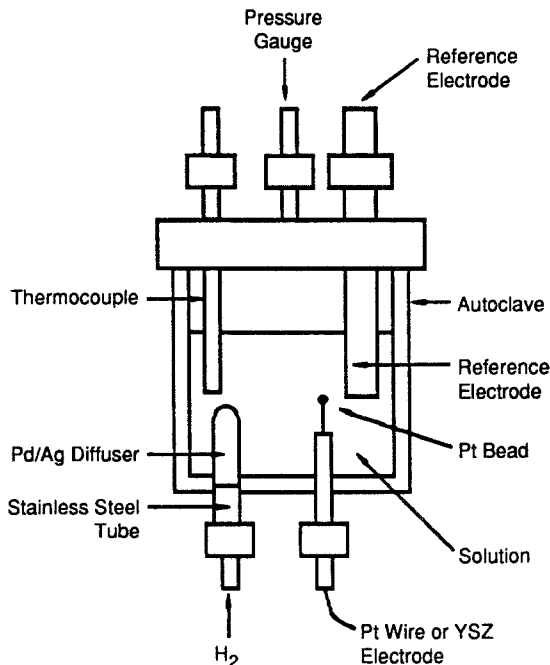 Pressure
Gauge
Reference
Electrode
Thermocouple
Autoclave
Reference
Electrode
Pd/Ag Diffuser
Pt Bead
Stainless Steel
Tube
Solution
H2
Pt Wire or YSZ
Electrode